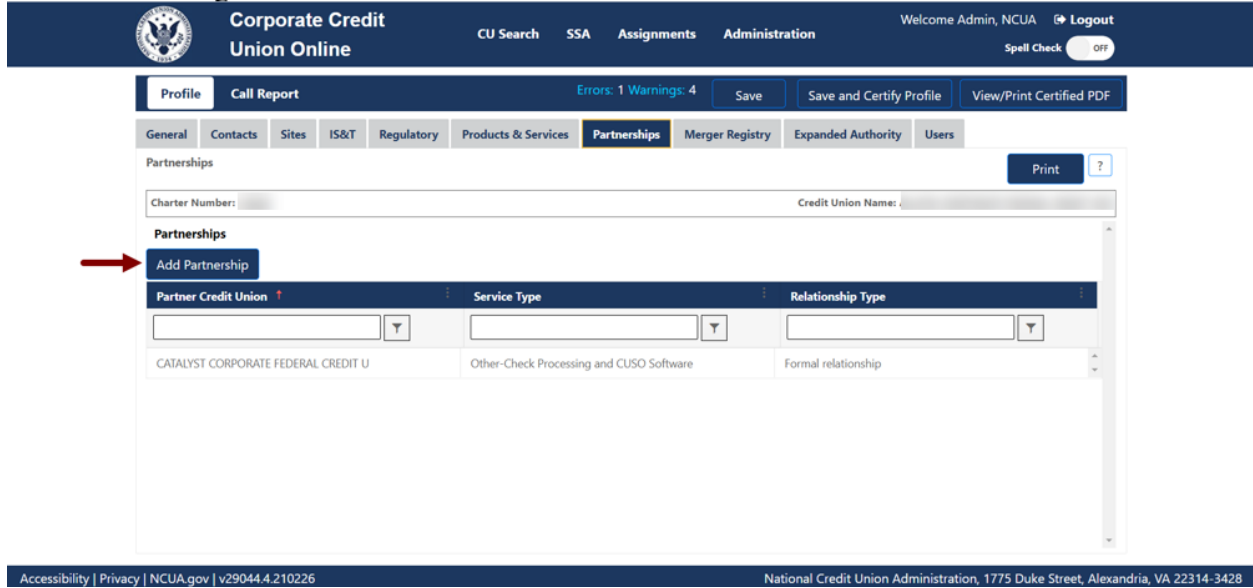 Corporate Credit
Union Online
CU Search SSA Assignments Administration
Welcome Admin, NCUA Logout
Spell Check OFF
Profile Call Report Errors: 1 Warnings: 4 Save Save and Certify Profile View/Print Certified PDF
General Contacts Sites IS&T Regulatory Products & Services Partnerships Merger Registry Expanded Authority Users
Partnerships Print ?
Charter Number: Credit Union Name:
Partnerships
Add Partnership
Partner Credit Union ↑ Service Type Relationship Type
CATALYST CORPORATE FEDERAL CREDIT U Other-Check Processing and CUSO Software Formal relationship
Accessibility | Privacy | NCUA.gov | v29044.4.210226 National Credit Union Administration, 1775 Duke Street, Alexandria, VA 22314-3428